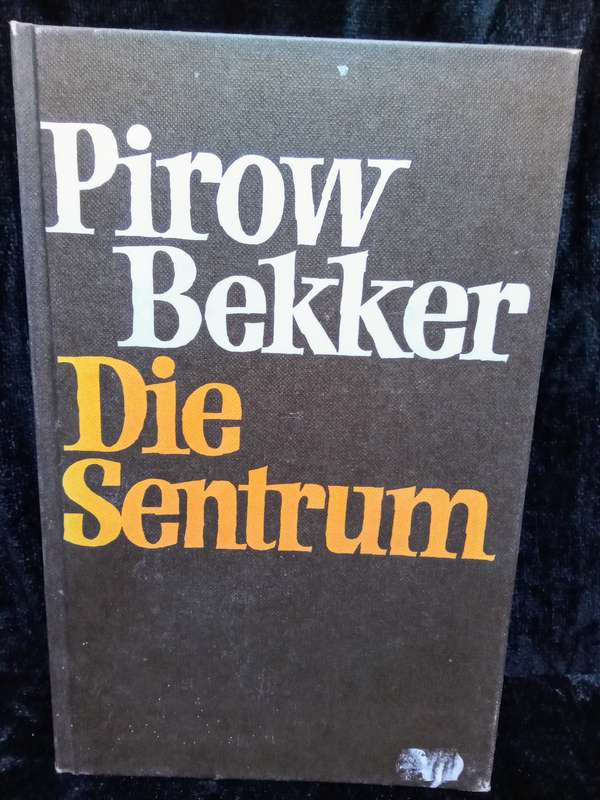 Pirow
Bekker
Die
Sentrum